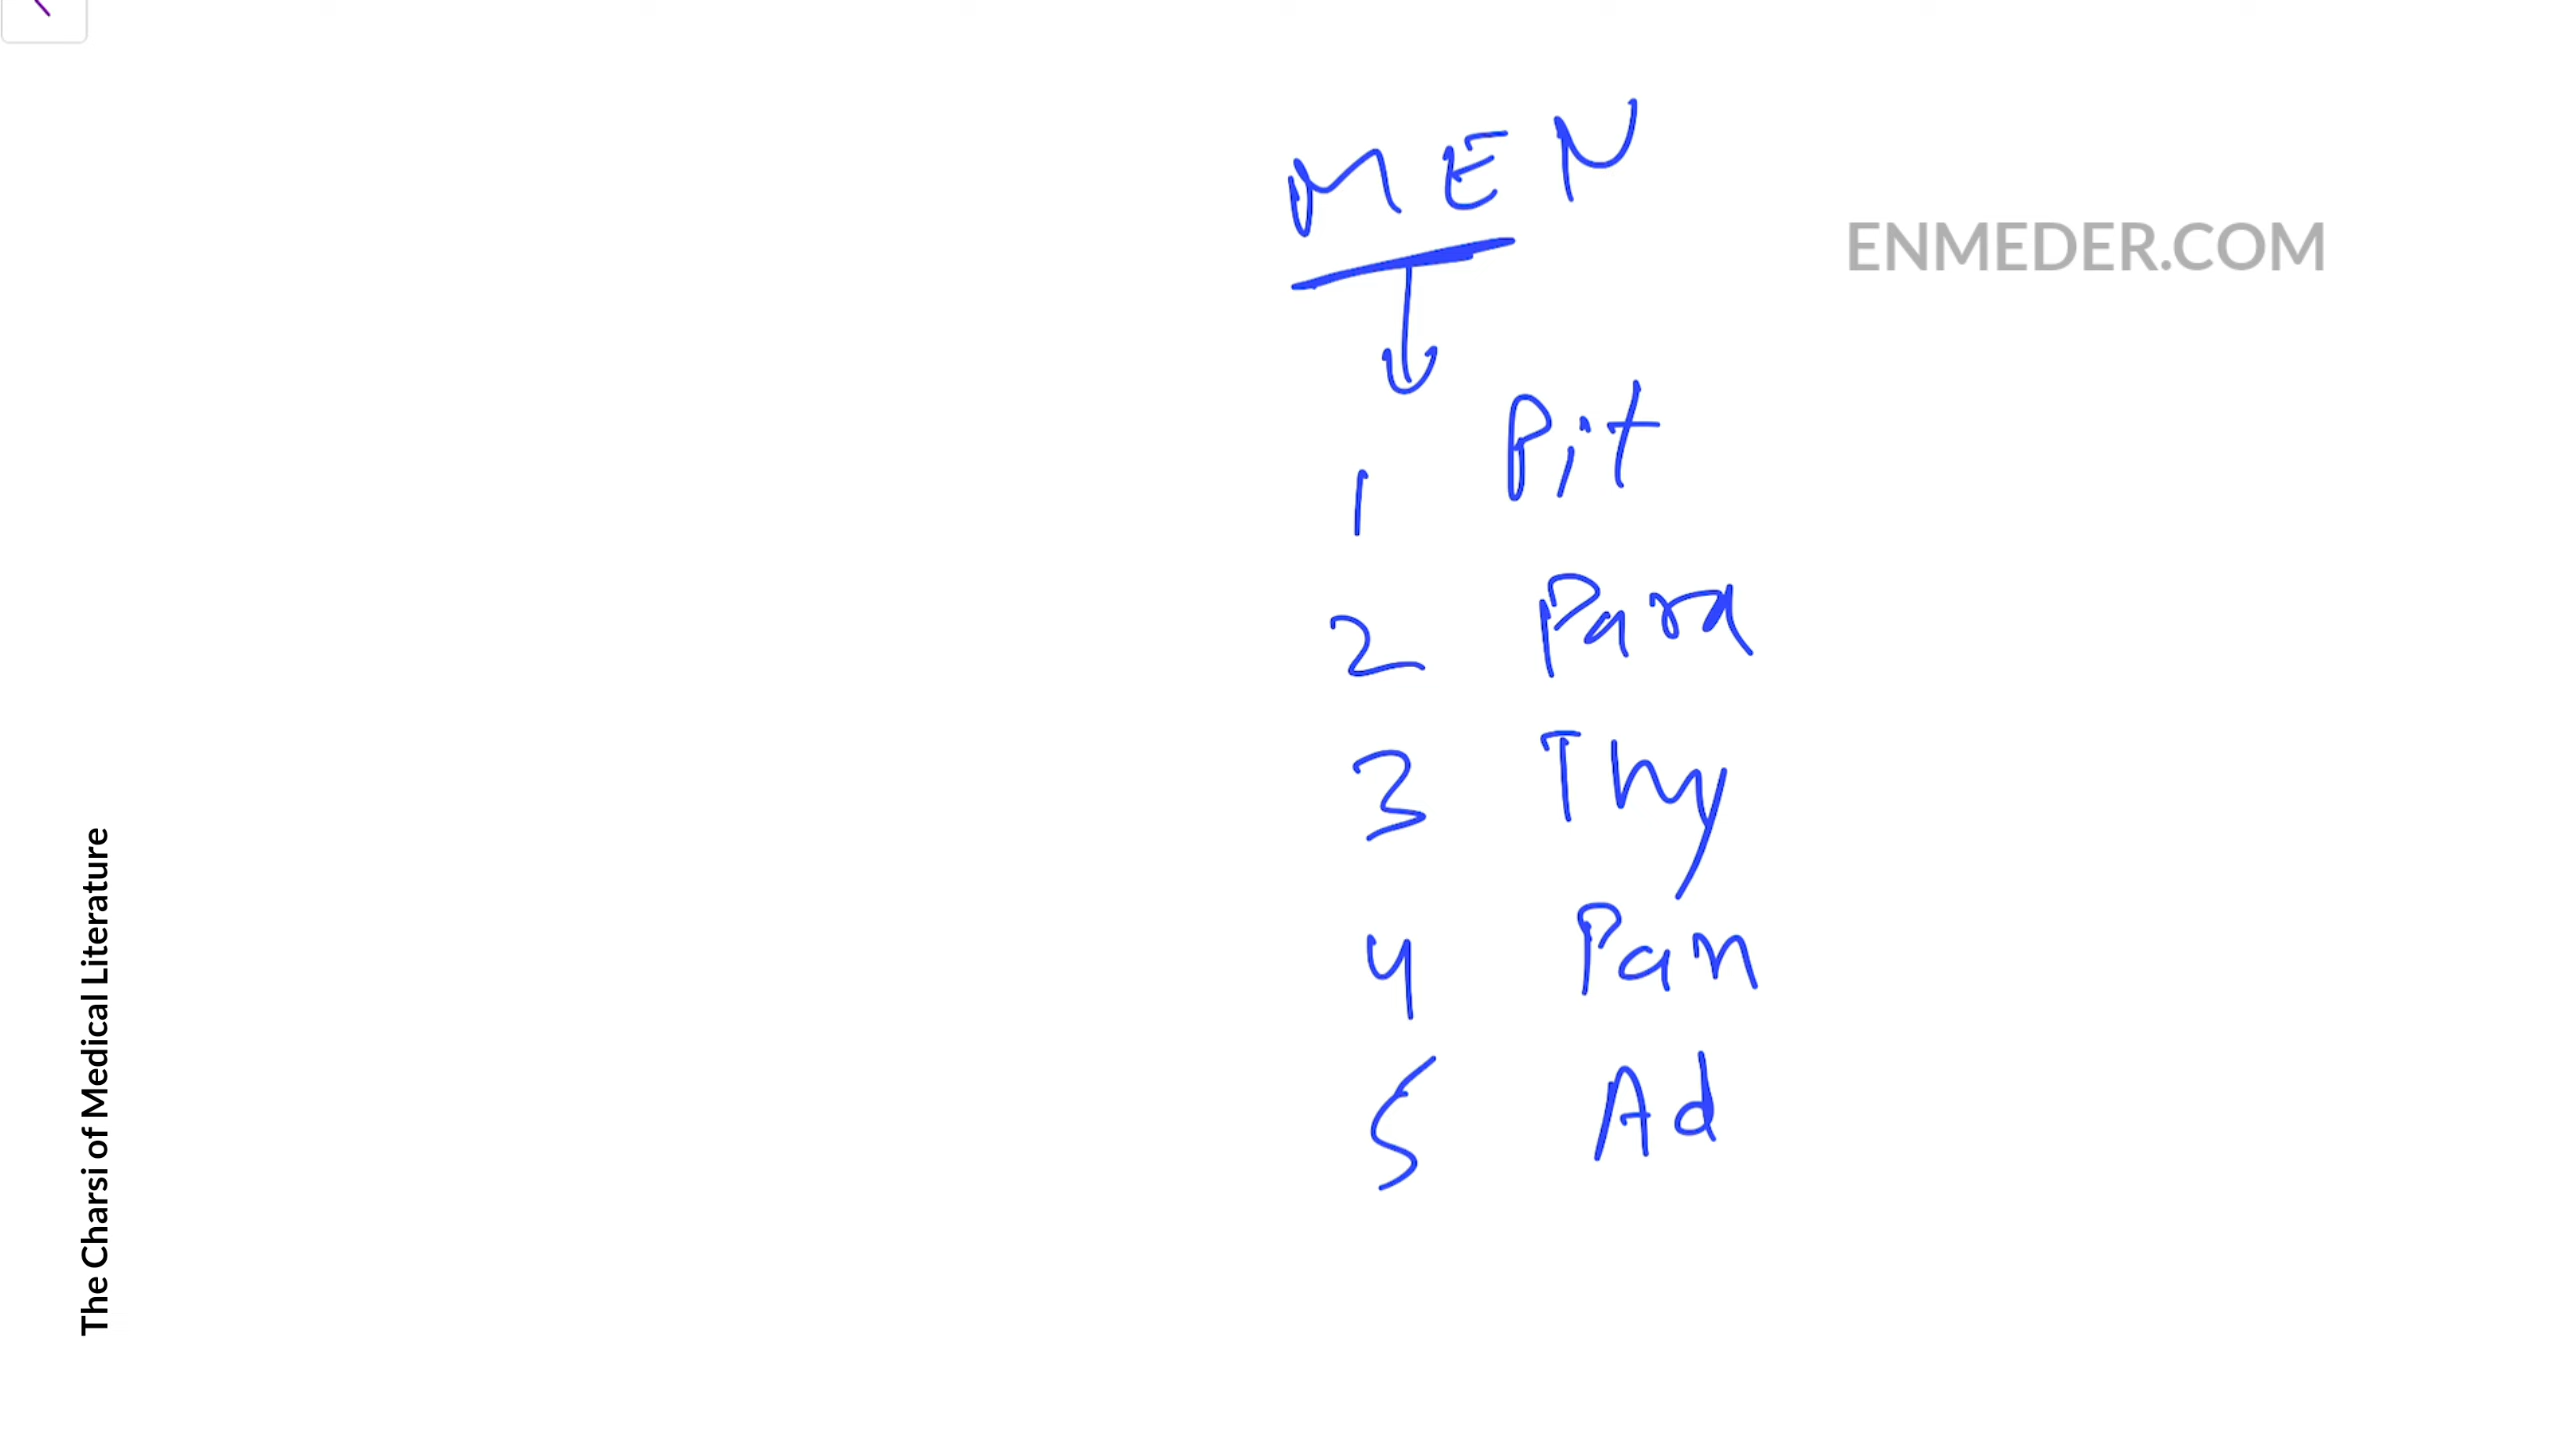 MEN
ENMEDER.COM
1 Pit
2 Para
3 Thy
4 Pan
5 Ad
The Charsi of Medical Literature